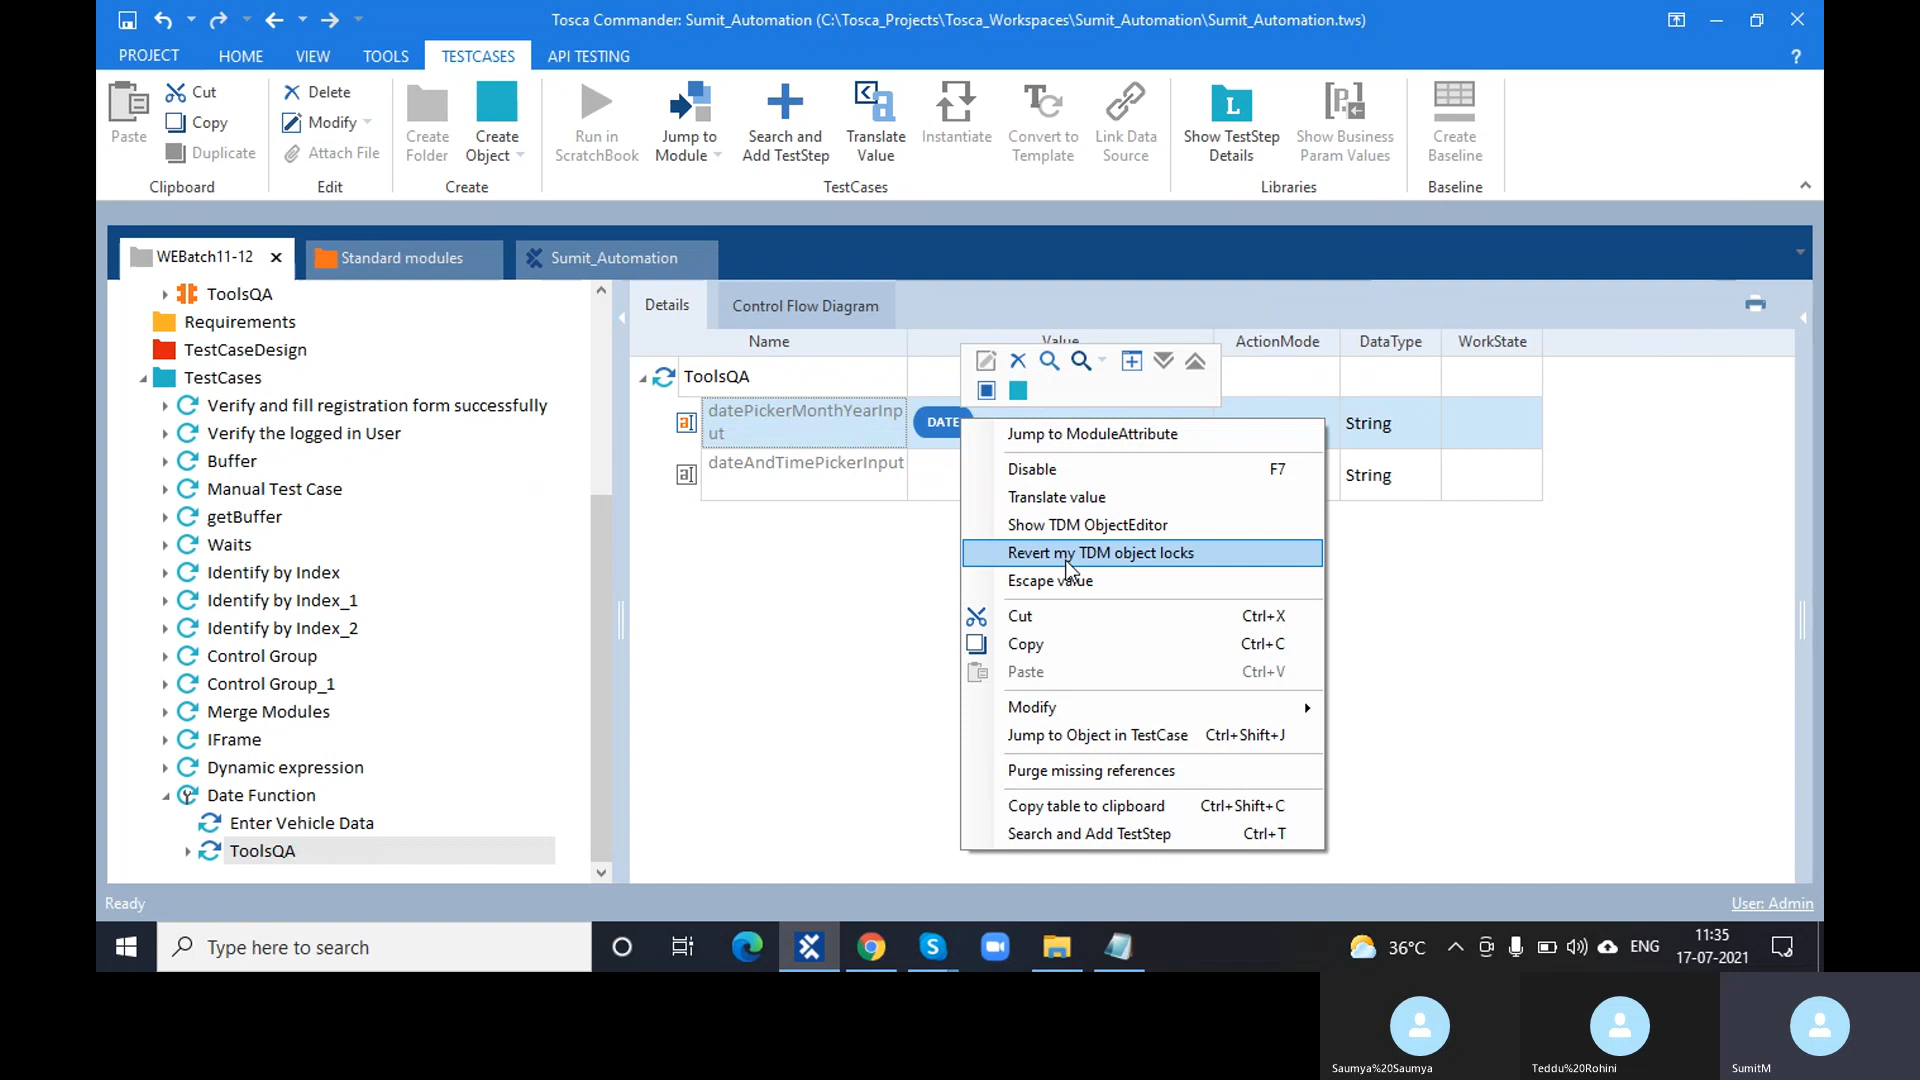 Tosca Commander: Sumit_Automation (C:\Tosca_Projects\Tosca_Workspaces\Sumit_Automation\Sumit_Automation.tws)
PROJECT
HOME
VIEW
TOOLS
TESTCASES
API TESTING
?
Paste
Cut
Copy
Duplicate
Clipboard
Delete
Modify
Attach File
Edit
Create
Folder
Create
Object
Create
Run in
ScratchBook
Jump to
Module
Search and
Add TestStep
Translate
Value
Instantiate
Convert to
Template
Link Data
Source
TestCases
Show TestStep
Details
Show Business
Param Values
Libraries
Create
Baseline
Baseline
WEBatch11-12
Standard modules
Sumit_Automation
ToolsQA
Requirements
TestCaseDesign
TestCases
Verify and fill registration form successfully
Verify the logged in User
Buffer
Manual Test Case
getBuffer
Waits
Identify by Index
Identify by Index_1
Identify by Index_2
Control Group
Control Group_1
Merge Modules
IFrame
Dynamic expression
Date Function
Enter Vehicle Data
ToolsQA
Details
Control Flow Diagram
Name
Value
ActionMode
DataType
WorkState
ToolsQA
datePickerMonthYearInp
ut
DATE
String
dateAndTimePickerInput
String
Jump to ModuleAttribute
Disable F7
Translate value
Show TDM ObjectEditor
Revert my TDM object locks
Escape value
Cut Ctrl+X
Copy Ctrl+C
Paste Ctrl+V
Modify
Jump to Object in TestCase Ctrl+Shift+J
Purge missing references
Copy table to clipboard Ctrl+Shift+C
Search and Add TestStep Ctrl+T
Ready
User: Admin
Type here to search
36°C
ENG
11:35
17-07-2021
Saumya%20Saumya
Teddu%20Rohini
SumitM